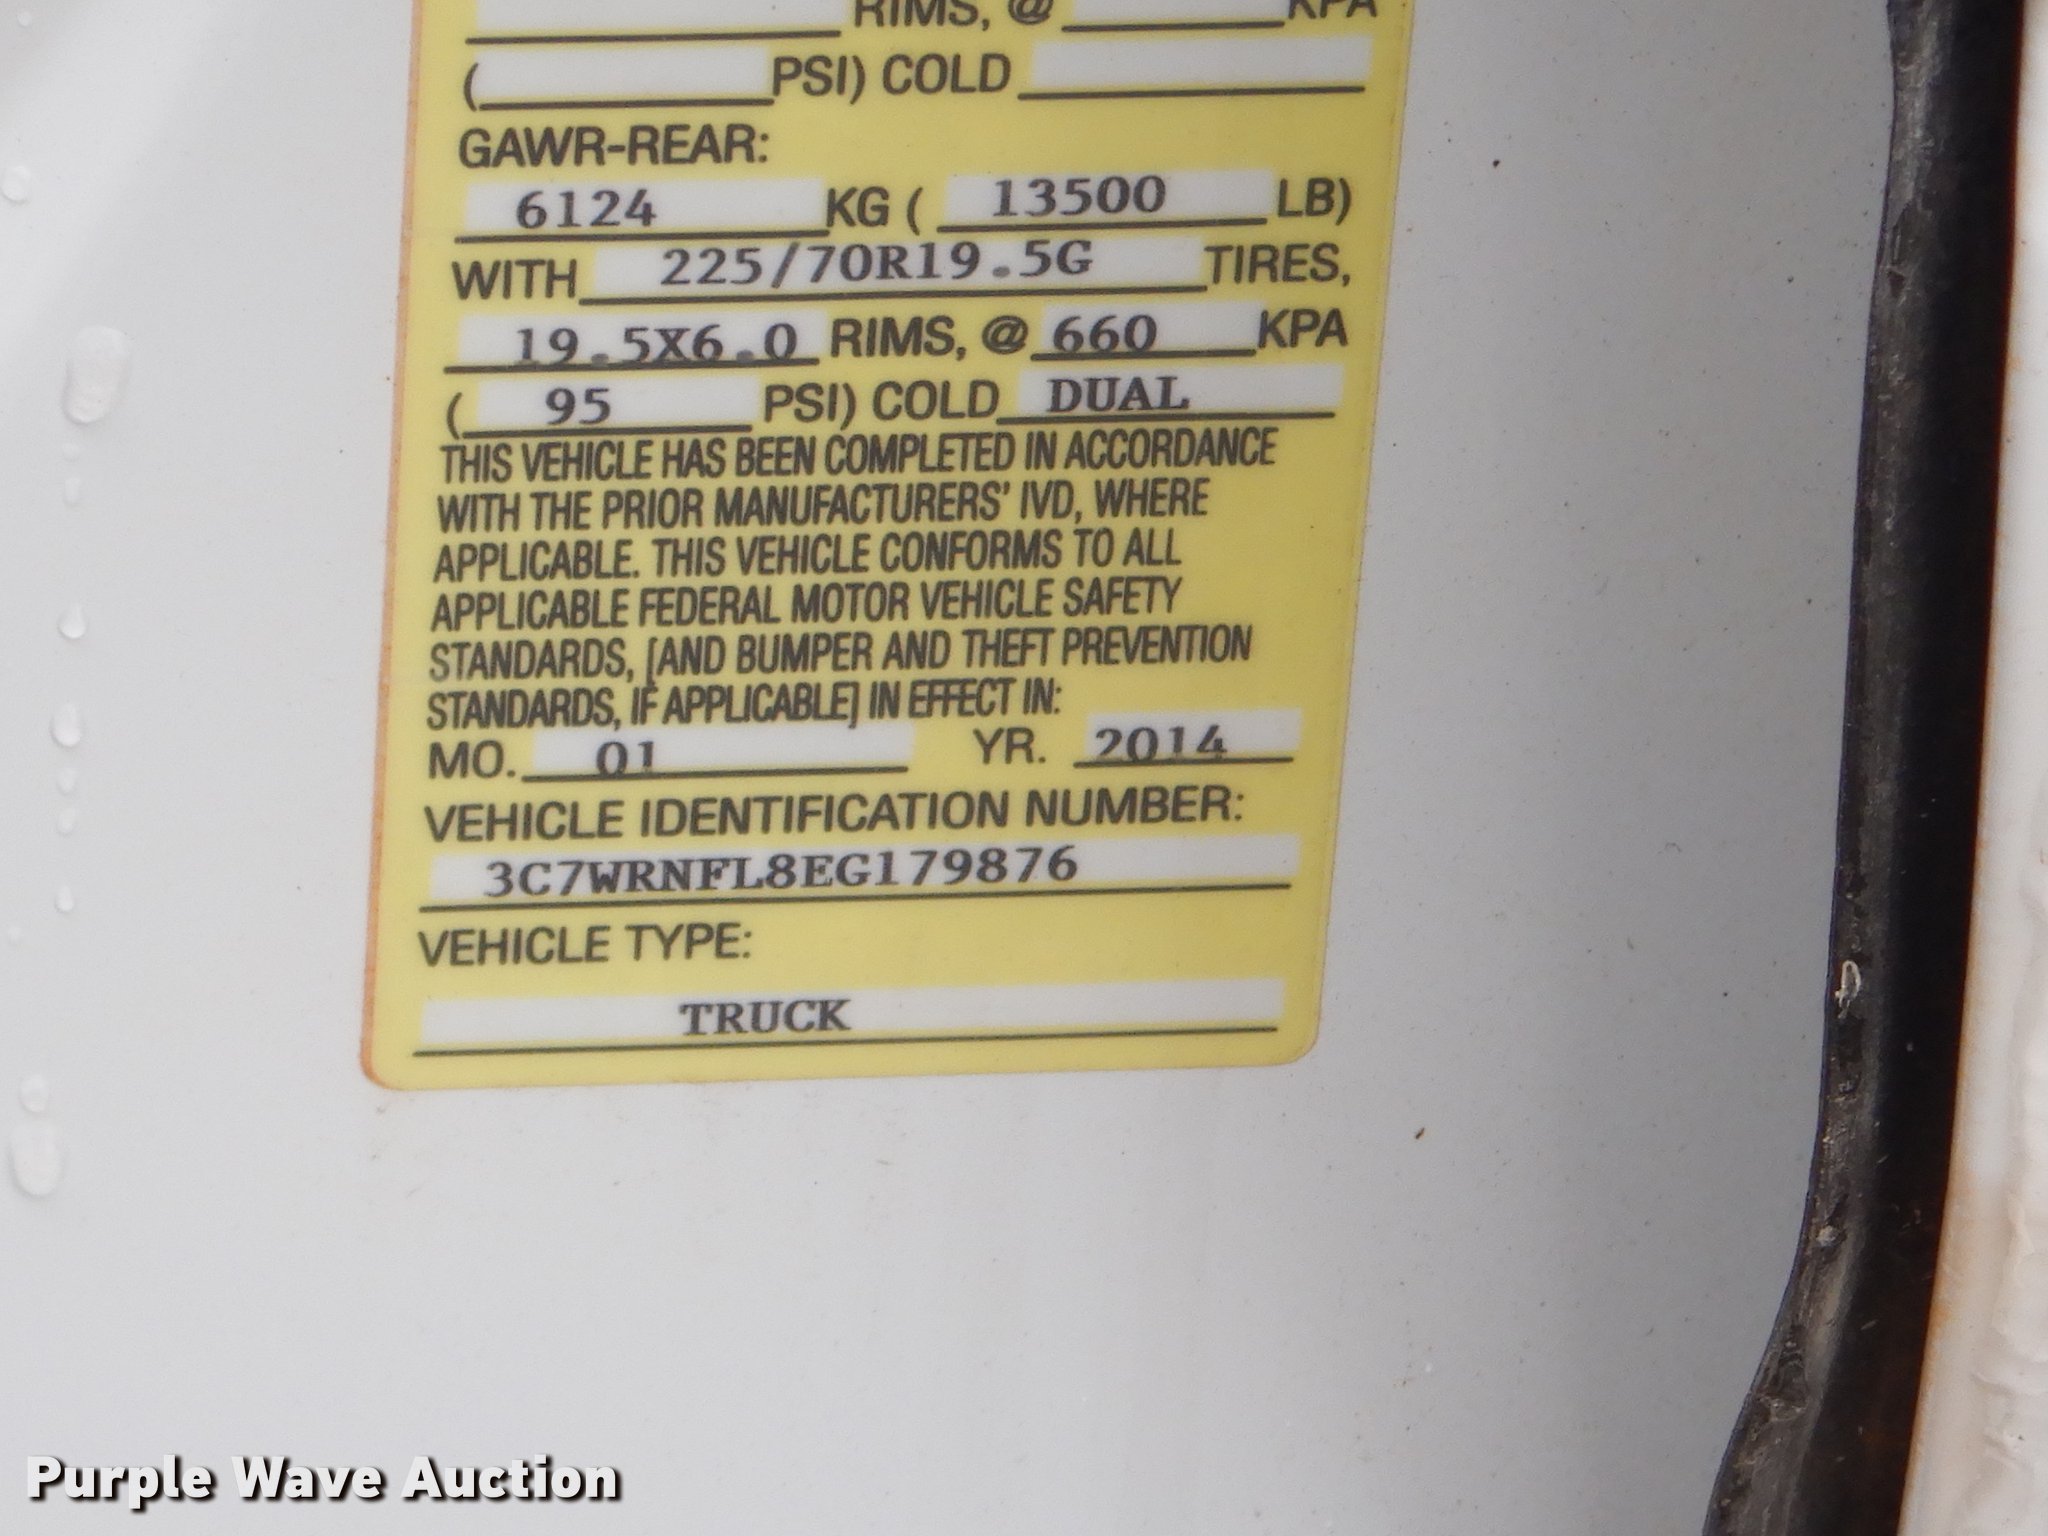 RIMS, @ KPA
( PSI) COLD
GAWR-REAR:
6124 KG ( 13500 LB)
WITH 225/70R19.5G TIRES,
19.5X6.0 RIMS, @ 660 KPA
( 95 PSI) COLD DUAL
THIS VEHICLE HAS BEEN COMPLETED IN ACCORDANCE
WITH THE PRIOR MANUFACTURERS' IVD, WHERE
APPLICABLE. THIS VEHICLE CONFORMS TO ALL
APPLICABLE FEDERAL MOTOR VEHICLE SAFETY
STANDARDS, [AND BUMPER AND THEFT PREVENTION
STANDARDS, IF APPLICABLE] IN EFFECT IN:
MO. 01 YR. 2014
VEHICLE IDENTIFICATION NUMBER:
3C7WRNFL8EG179876
VEHICLE TYPE:
TRUCK
Purple Wave Auction